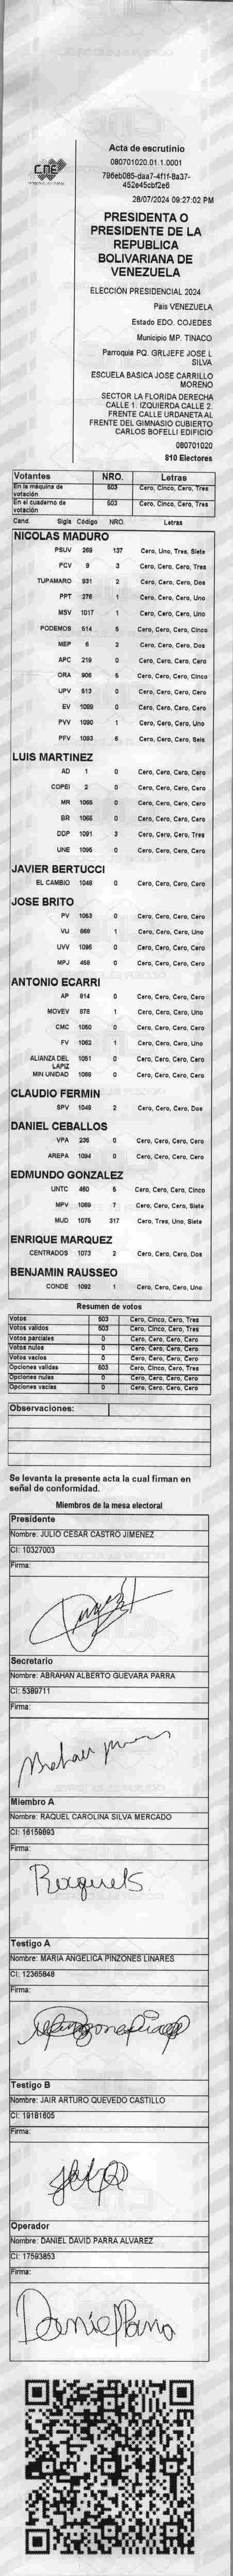 CNE
Acta de escrutinio
080701020.01.1.0001
796eb085-daa7-4f1f-8a37-
452e45cbf2e6
28/07/2024 09:27:02 PM
PRESIDENTA O
PRESIDENTE DE LA
REPUBLICA
BOLIVARIANA DE
VENEZUELA
ELECCIÓN PRESIDENCIAL 2024
País VENEZUELA
Estado EDO. COJEDES
Municipio MP. TINACO
Parroquia PQ. GRLJEFE JOSE L
SILVA
ESCUELA BASICA JOSE CARRILLO
MORENO
SECTOR LA FLORIDA DERECHA
CALLE 1. IZQUIERDA CALLE 2.
FRENTE CALLE URDANETA AL
FRENTE DEL GIMNASIO CUBIERTO
CARLOS BOFELLI EDIFICIO
080701020
810 Electores
Votantes NRO. Letras
En la máquina de votación 503 Cero, Cinco, Cero, Tres
En el cuaderno de votación 503 Cero, Cinco, Cero, Tres
Cand. Sigla Código NRO. Letras
NICOLAS MADURO
PSUV 269 137 Cero, Uno, Tres, Siete
PCV 9 3 Cero, Cero, Cero, Tres
TUPAMARO 931 2 Cero, Cero, Cero, Dos
PPT 276 1 Cero, Cero, Cero, Uno
MSV 1017 1 Cero, Cero, Cero, Uno
PODEMOS 514 5 Cero, Cero, Cero, Cinco
MEP 6 2 Cero, Cero, Cero, Dos
APC 219 0 Cero, Cero, Cero, Cero
ORA 906 5 Cero, Cero, Cero, Cinco
UPV 513 0 Cero, Cero, Cero, Cero
EV 1089 0 Cero, Cero, Cero, Cero
PVV 1090 1 Cero, Cero, Cero, Uno
PFV 1093 6 Cero, Cero, Cero, Seis
LUIS MARTINEZ
AD 1 0 Cero, Cero, Cero, Cero
COPEI 2 0 Cero, Cero, Cero, Cero
MR 1065 0 Cero, Cero, Cero, Cero
BR 1066 0 Cero, Cero, Cero, Cero
DDP 1091 3 Cero, Cero, Cero, Tres
UNE 1095 0 Cero, Cero, Cero, Cero
JAVIER BERTUCCI
EL CAMBIO 1048 0 Cero, Cero, Cero, Cero
JOSE BRITO
PV 1053 0 Cero, Cero, Cero, Cero
VU 969 1 Cero, Cero, Cero, Uno
UVV 1096 0 Cero, Cero, Cero, Cero
MPJ 459 0 Cero, Cero, Cero, Cero
ANTONIO ECARRI
AP 814 0 Cero, Cero, Cero, Cero
MOVEV 878 1 Cero, Cero, Cero, Uno
CMC 1050 0 Cero, Cero, Cero, Cero
FV 1062 1 Cero, Cero, Cero, Uno
ALIANZA DEL LAPIZ 1051 0 Cero, Cero, Cero, Cero
MIN UNIDAD 1069 0 Cero, Cero, Cero, Cero
CLAUDIO FERMIN
SPV 1049 2 Cero, Cero, Cero, Dos
DANIEL CEBALLOS
VPA 236 0 Cero, Cero, Cero, Cero
AREPA 1094 0 Cero, Cero, Cero, Cero
EDMUNDO GONZALEZ
UNTC 460 5 Cero, Cero, Cero, Cinco
MPV 1069 7 Cero, Cero, Cero, Siete
MUD 1075 317 Cero, Tres, Uno, Siete
ENRIQUE MARQUEZ
CENTRADOS 1073 2 Cero, Cero, Cero, Dos
BENJAMIN RAUSSEO
CONDE 1092 1 Cero, Cero, Cero, Uno
Resumen de votos
Votos 503 Cero, Cinco, Cero, Tres
Votos validos 503 Cero, Cinco, Cero, Tres
Votos parciales 0 Cero, Cero, Cero, Cero
Votos nulos 0 Cero, Cero, Cero, Cero
Votos vacios 0 Cero, Cero, Cero, Cero
Opciones validas 503 Cero, Cinco, Cero, Tres
Opciones nulas 0 Cero, Cero, Cero, Cero
Opciones vacias 0 Cero, Cero, Cero, Cero
Observaciones:
Se levanta la presente acta la cual firman en
señal de conformidad.
Miembros de la mesa electoral
Presidente
Nombre: JULIO CESAR CASTRO JIMENEZ
CI: 10327003
Firma:
Secretario
Nombre: ABRAHAN ALBERTO GUEVARA PARRA
CI: 5389711
Firma:
Miembro A
Nombre: RAQUEL CAROLINA SILVA MERCADO
CI: 16159893
Firma:
Raquel S
Testigo A
Nombre: MARIA ANGELICA PINZONES LINARES
CI: 12365848
Firma:
Testigo B
Nombre: JAIR ARTURO QUEVEDO CASTILLO
CI: 19181605
Firma:
Operador
Nombre: DANIEL DAVID PARRA ALVAREZ
CI: 17593853
Firma:
Daniel Parra